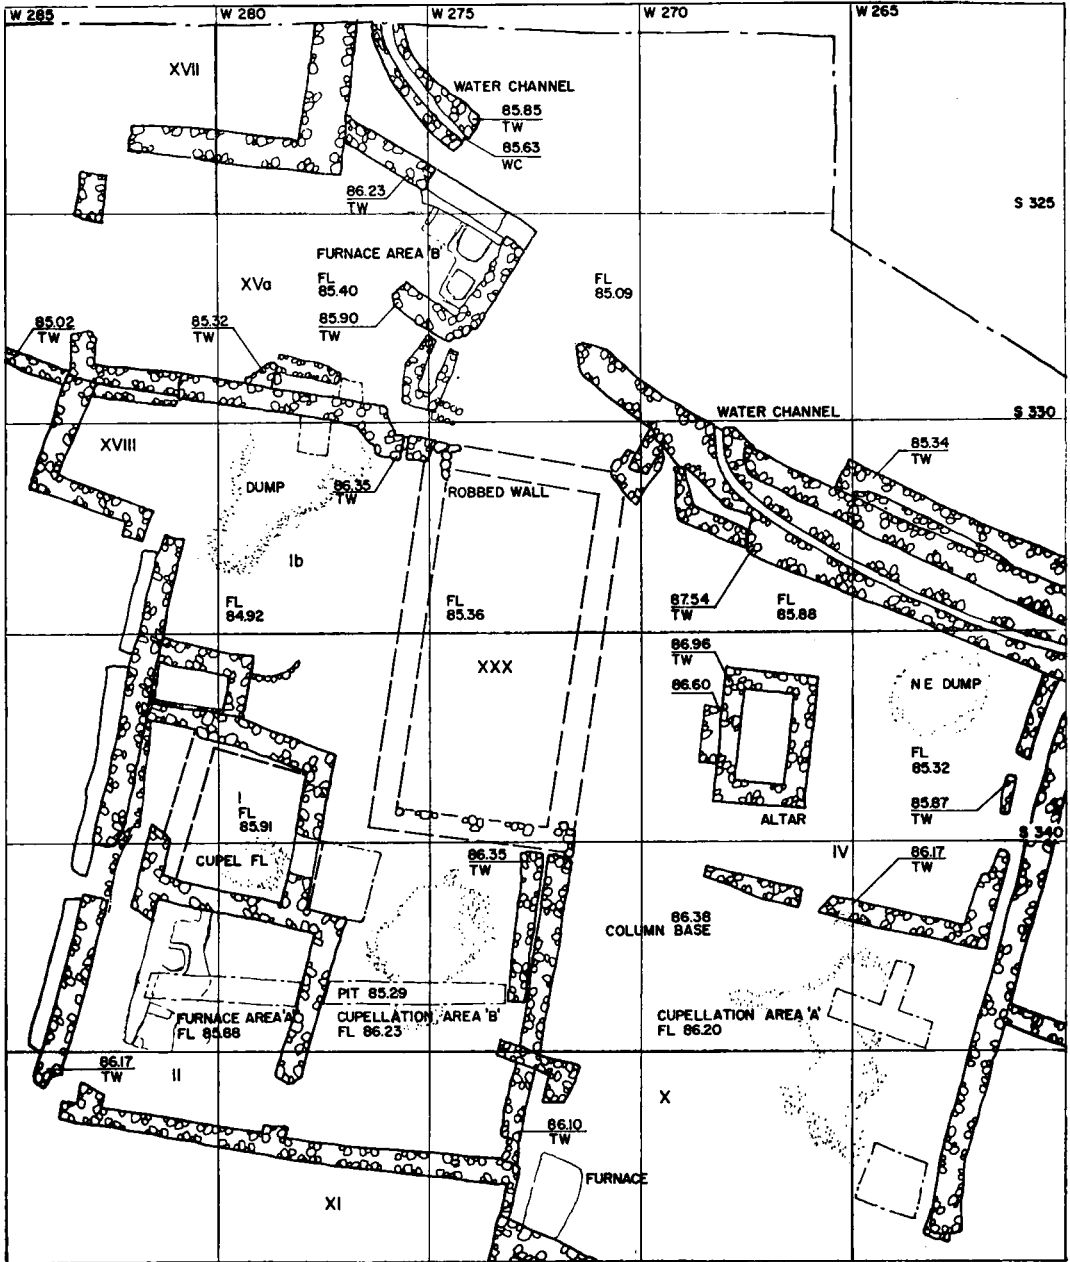 W 285
W 280
W 275
W 270
W 265
XVII
WATER CHANNEL
85.85
TW
85.63
WC
86.23
TW
S 325
FURNACE AREA 'B'
XVa
FL
85.40
FL
85.09
85.02
TW
85.32
TW
85.90
TW
WATER CHANNEL
S 330
XVIII
85.34
TW
DUMP
86.35
TW
ROBBED WALL
Ib
FL
84.92
FL
85.36
87.54
TW
FL
85.88
XXX
86.96
TW
86.60
N E DUMP
FL
85.32
I
FL
85.91
85.87
TW
ALTAR
S 340
CUPEL FL
86.35
TW
IV
86.17
TW
86.38
COLUMN BASE
PIT 85.29
FURNACE AREA 'A'
FL 85.88
CUPELLATION AREA 'B'
FL 86.23
CUPELLATION AREA 'A'
FL 86.20
86.17
TW
II
X
86.10
TW
FURNACE
XI